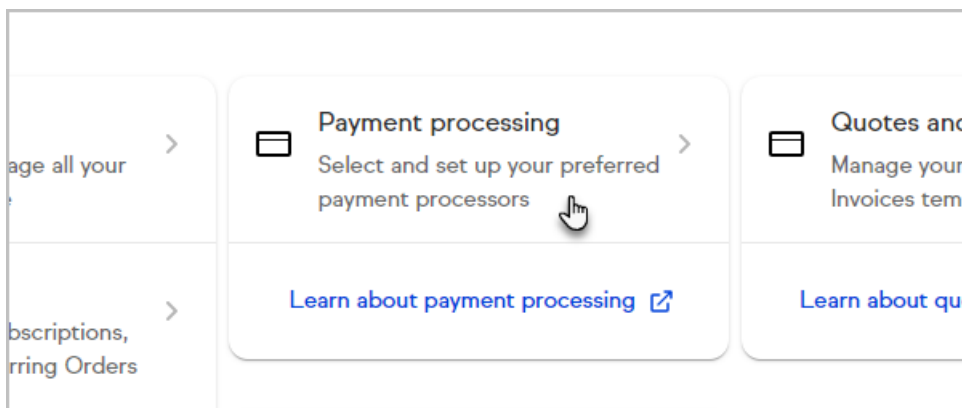 age all your
bscriptions,
rring Orders
Payment processing
Select and set up your preferred
payment processors
Learn about payment processing
Quotes and
Manage your
Invoices tem
Learn about qu